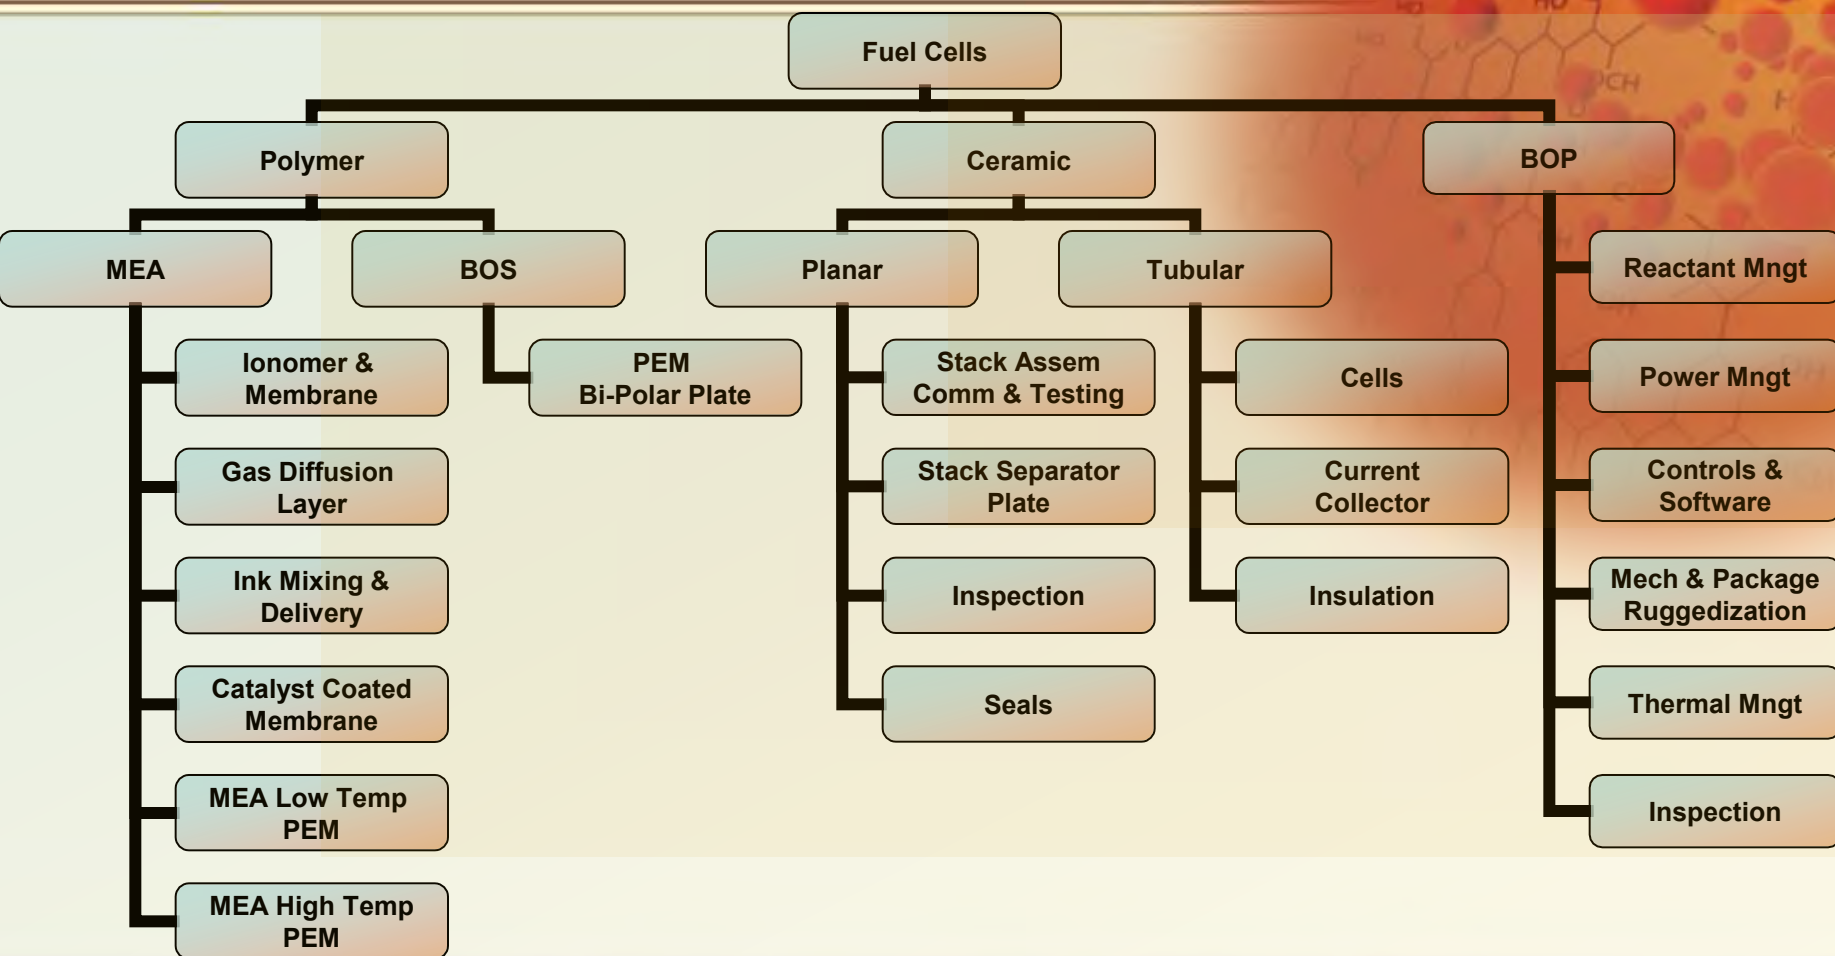 Fuel Cells
Polymer
Ceramic
BOP
MEA
BOS
Planar
Tubular
Reactant Mngt
Ionomer &
Membrane
PEM
Bi-Polar Plate
Stack Assem
Comm & Testing
Cells
Power Mngt
Gas Diffusion
Layer
Stack Separator
Plate
Current
Collector
Controls &
Software
Ink Mixing &
Delivery
Inspection
Insulation
Mech & Package
Ruggedization
Catalyst Coated
Membrane
Seals
Thermal Mngt
MEA Low Temp
PEM
Inspection
MEA High Temp
PEM